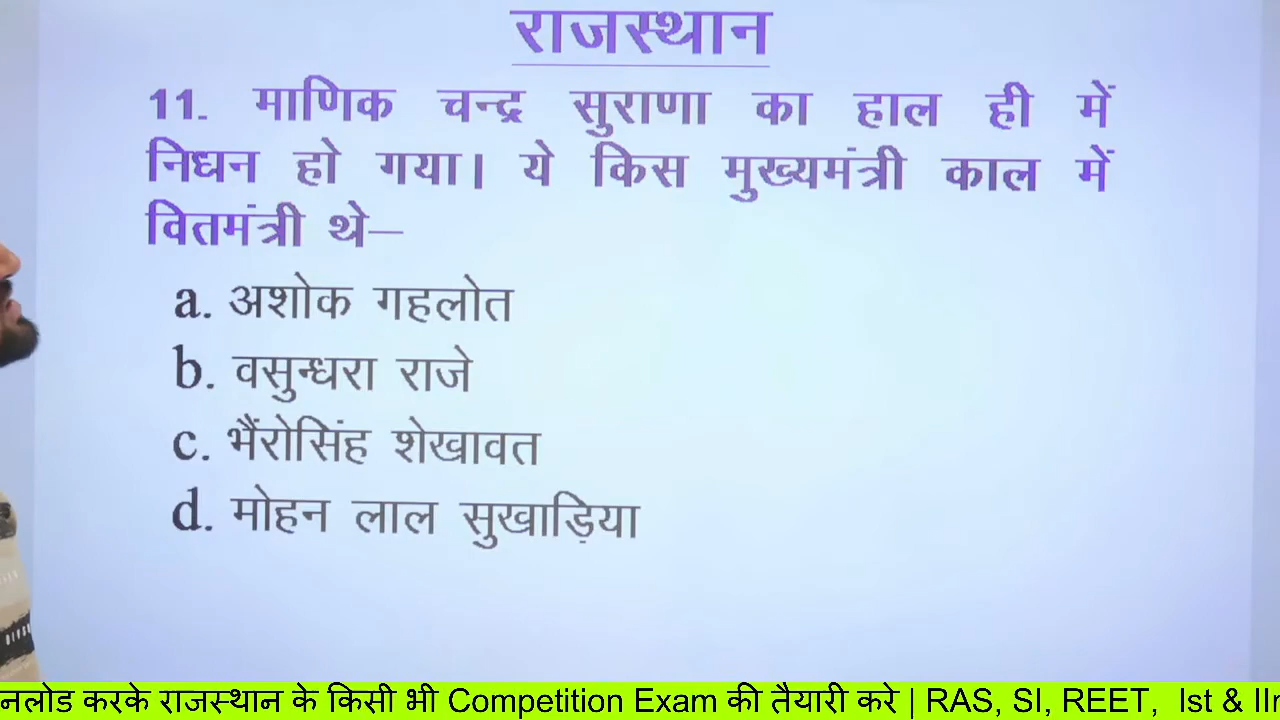 राजस्थान
11. माणिक चन्द्र सुराणा का हाल ही में
निधन हो गया। ये किस मुख्यमंत्री काल में
वितमंत्री थे–
a. अशोक गहलोत
b. वसुन्धरा राजे
c. भैंरोसिंह शेखावत
d. मोहन लाल सुखाड़िया
नलोड करके राजस्थान के किसी भी Competition Exam की तैयारी करे | RAS, SI, REET, Ist & IIn